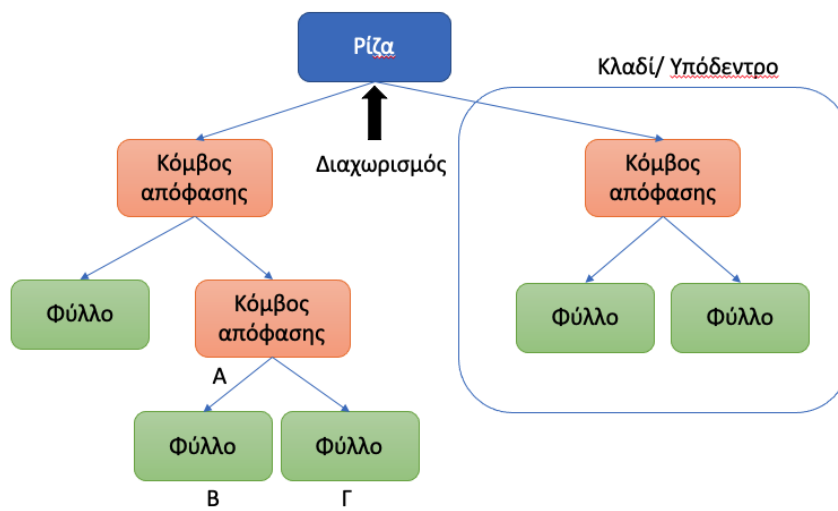 Ρίζα
Κλαδί/ Υπόδεντρο
Διαχωρισμός
Κόμβος
απόφασης
Κόμβος
απόφασης
Φύλλο
Κόμβος
απόφασης
Φύλλο
Φύλλο
Α
Φύλλο
Φύλλο
Β
Γ